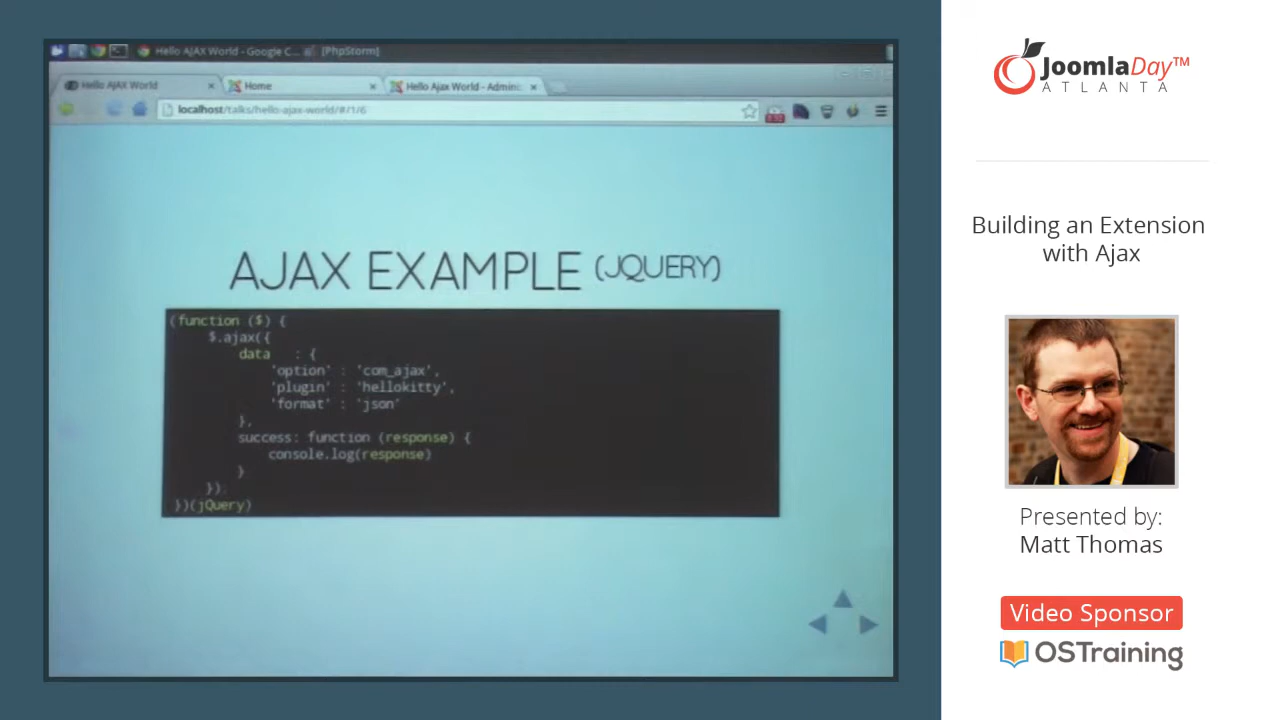 Hello AJAX World - Google C...
[PhpStorm]
Hello AJAX World
Home
Hello Ajax World - Admini
localhost/talks/hello-ajax-world/#/1/6
AJAX EXAMPLE (JQUERY)
(function ($) {
$.ajax({
data : {
'option' : 'com_ajax',
'plugin' : 'hellokitty',
'format' : 'json'
},
success: function (response) {
console.log(response)
}
});
})(jQuery)
JoomlaDay™
ATLANTA
Building an Extension
with Ajax
Presented by:
Matt Thomas
Video Sponsor
OSTraining